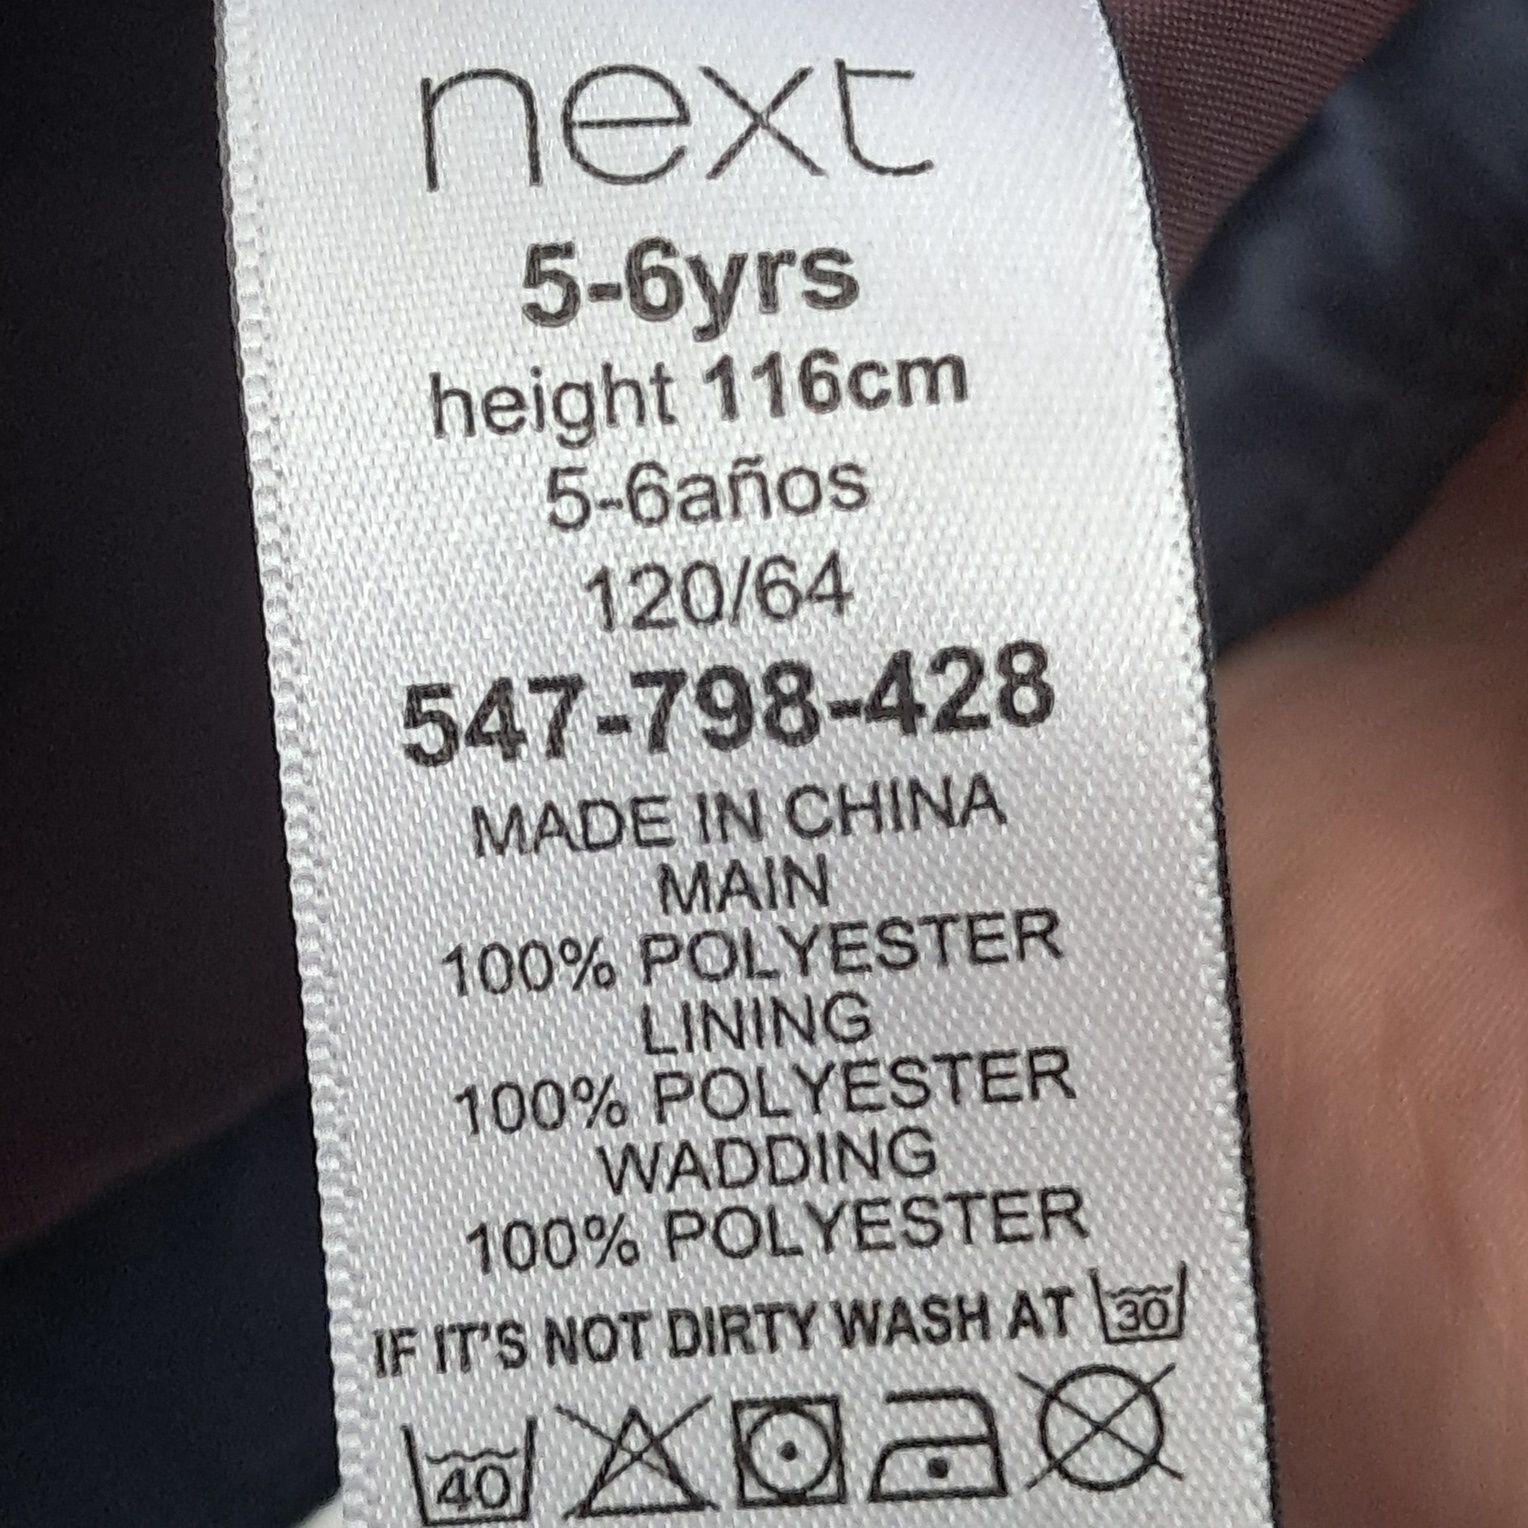 next
5-6yrs
height 116cm
5-6años
120/64
547-798-428
MADE IN CHINA
MAIN
100% POLYESTER
LINING
100% POLYESTER
WADDING
100% POLYESTER
IF IT'S NOT DIRTY WASH AT 30
40